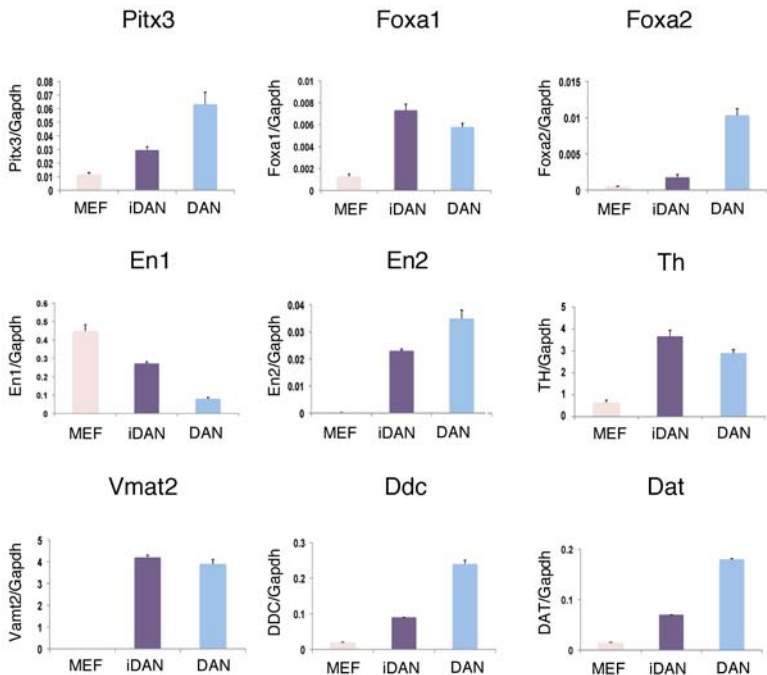 Pitx3
Pitx3/Gapdh
0.08
0.07
0.06
0.05
0.04
0.03
0.02
0.01
0
MEF iDAN DAN
Foxa1
Foxa1/Gapdh
0.01
0.008
0.006
0.004
0.002
0
MEF iDAN DAN
Foxa2
Foxa2/Gapdh
0.015
0.01
0.005
0
MEF iDAN DAN
En1
En1/Gapdh
0.6
0.5
0.4
0.3
0.2
0.1
0
MEF iDAN DAN
En2
En2/Gapdh
0.04
0.03
0.02
0.01
0
MEF iDAN DAN
Th
TH/Gapdh
5
4
3
2
1
0
MEF iDAN DAN
Vmat2
Vamt2/Gapdh
5
4
4
3
3
2
2
1
1
0
MEF iDAN DAN
Ddc
DDC/Gapdh
0.3
0.2
0.1
0
MEF iDAN DAN
Dat
DAT/Gapdh
0.2
0.1
0
MEF iDAN DAN